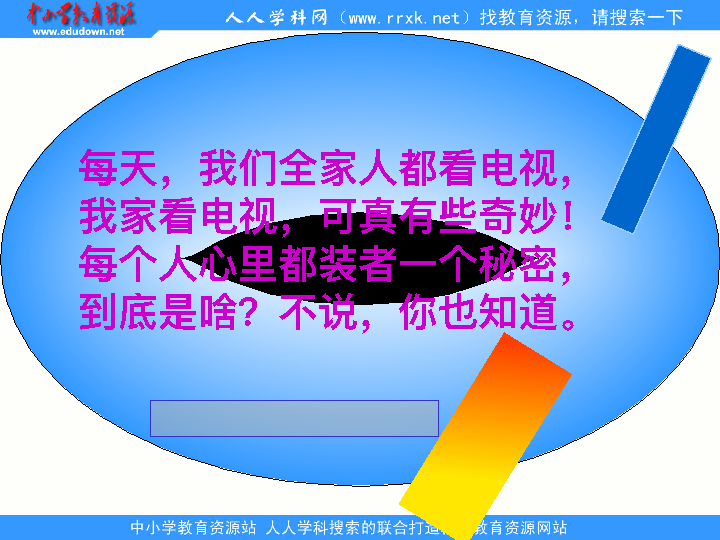 中小学教育资源
www.edudown.net
人人学科网（www.rrxk.net）找教育资源，请搜索一下
每天，我们全家人都看电视，
我家看电视，可真有些奇妙！
每个人心里都装者一个秘密，
到底是啥？不说，你也知道。
中小学教育资源站 人人学科搜索的联合打造 教育资源网站